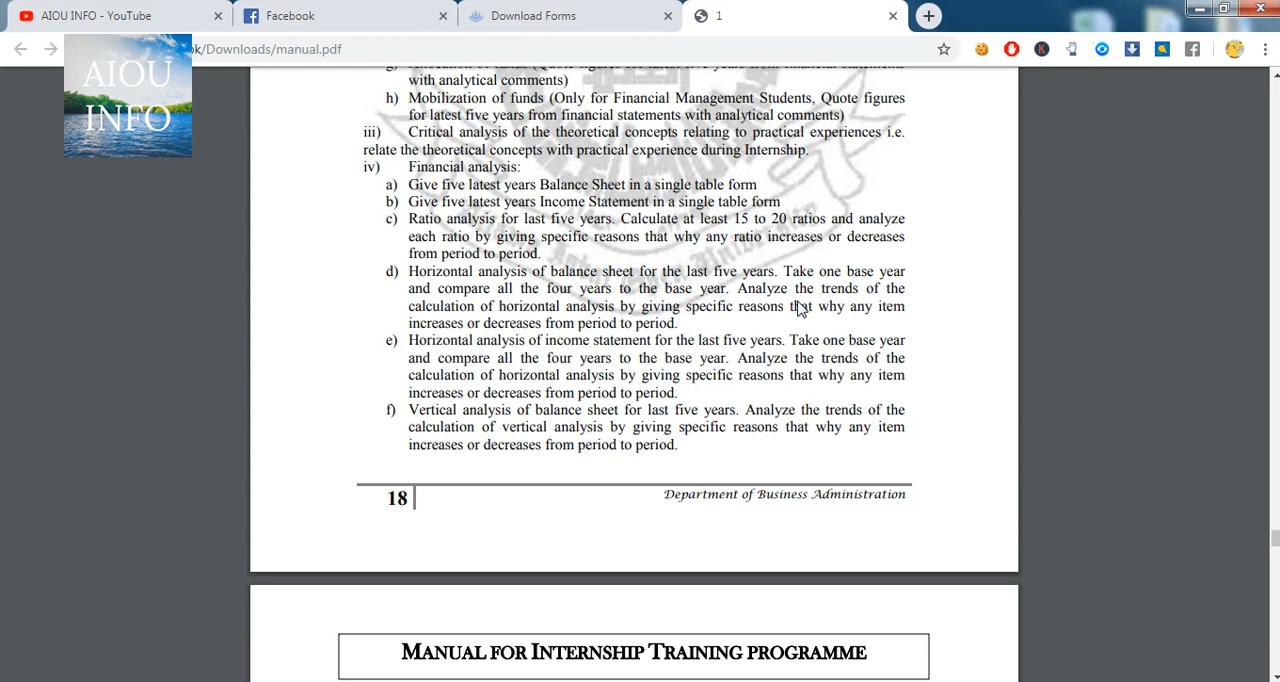 AIOU INFO - YouTube
Facebook
Download Forms
1
k/Downloads/manual.pdf
AIOU
INFO
with analytical comments)
h) Mobilization of funds (Only for Financial Management Students, Quote figures
for latest five years from financial statements with analytical comments)
iii) Critical analysis of the theoretical concepts relating to practical experiences i.e.
relate the theoretical concepts with practical experience during Internship.
iv) Financial analysis:
a) Give five latest years Balance Sheet in a single table form
b) Give five latest years Income Statement in a single table form
c) Ratio analysis for last five years. Calculate at least 15 to 20 ratios and analyze
each ratio by giving specific reasons that why any ratio increases or decreases
from period to period.
d) Horizontal analysis of balance sheet for the last five years. Take one base year
and compare all the four years to the base year. Analyze the trends of the
calculation of horizontal analysis by giving specific reasons that why any item
increases or decreases from period to period.
e) Horizontal analysis of income statement for the last five years. Take one base year
and compare all the four years to the base year. Analyze the trends of the
calculation of horizontal analysis by giving specific reasons that why any item
increases or decreases from period to period.
f) Vertical analysis of balance sheet for last five years. Analyze the trends of the
calculation of vertical analysis by giving specific reasons that why any item
increases or decreases from period to period.
18
Department of Business Administration
MANUAL FOR INTERNSHIP TRAINING PROGRAMME